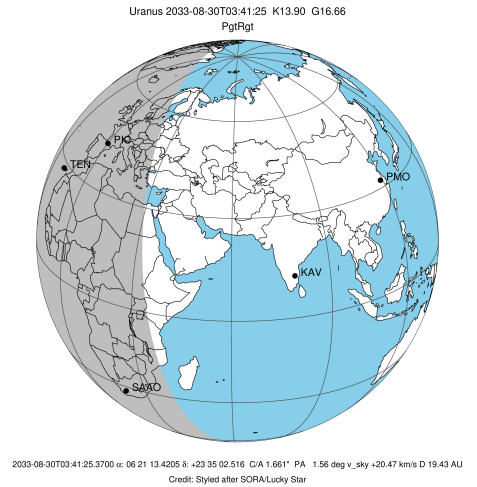 Uranus 2033-08-30T03:41:25 K13.90 G16.66
PgtRgt
PIC
TEN
PMO
KAV
SAAO
2033-08-30T03:41:25.3700 α: 06 21 13.4205 δ: +23 35 02.516 C/A 1.661" PA 1.56 deg v_sky +20.47 km/s D 19.43 AU
Credit: Styled after SORA/Lucky Star